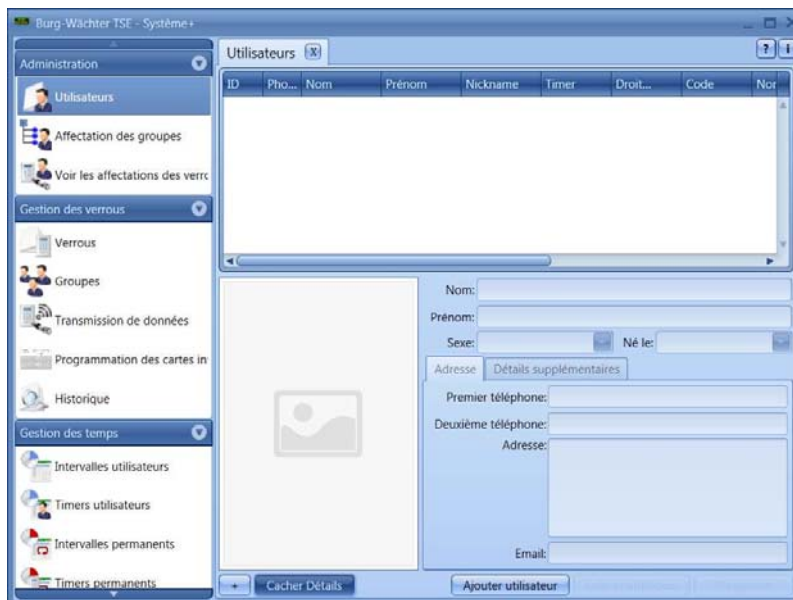 Burg-Wächter TSE - Système+
Administration
Utilisateurs
Affectation des groupes
Voir les affectations des verrc
Gestion des verrous
Verrous
Groupes
Transmission de données
Programmation des cartes in
Historique
Gestion des temps
Intervalles utilisateurs
Timers utilisateurs
Intervalles permanents
Timers permanents
Utilisateurs X
? i
ID Pho... Nom Prénom Nickname Timer Droit... Code Nor
Nom:
Prénom:
Sexe: Né le:
Adresse Détails supplémentaires
Premier téléphone:
Deuxième téléphone:
Adresse:
Email:
+ Cacher Détails Ajouter utilisateur